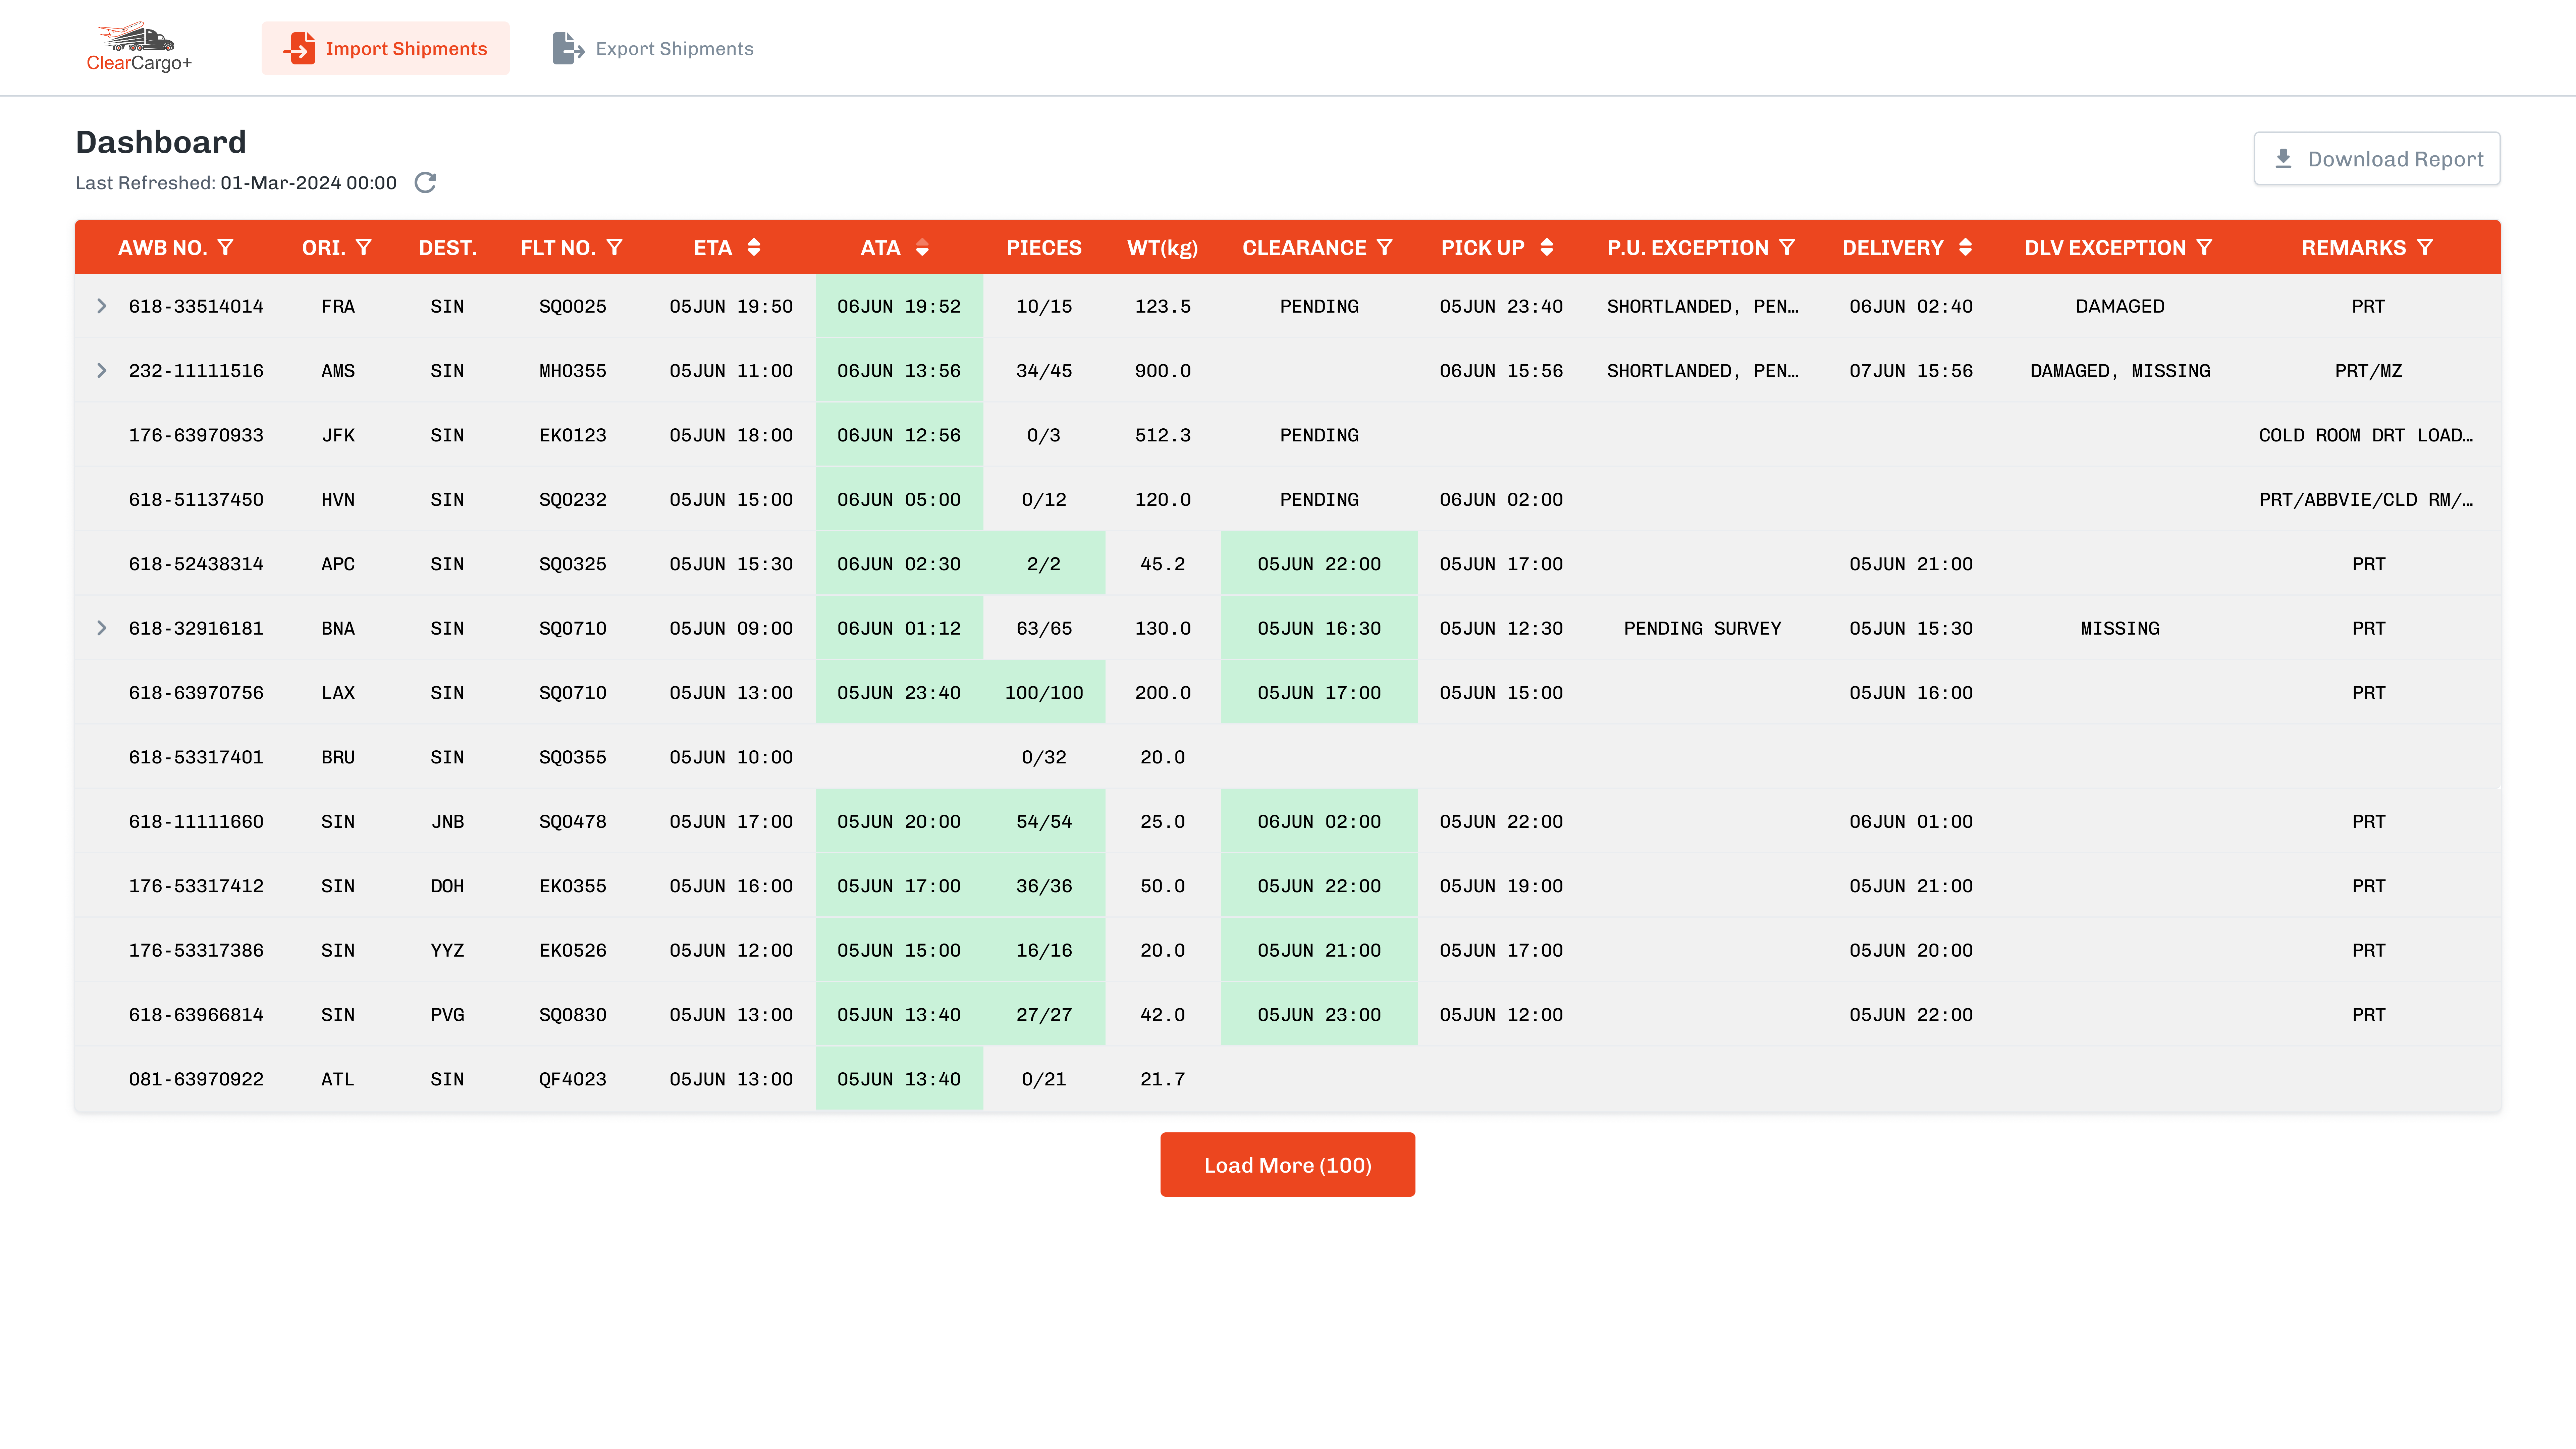 ClearCargo+
Import Shipments
Export Shipments
Dashboard
Last Refreshed: 01-Mar-2024 00:00
Download Report
AWB NO. ORI. DEST. FLT NO. ETA ATA PIECES WT(kg) CLEARANCE PICK UP P.U. EXCEPTION DELIVERY DLV EXCEPTION REMARKS
618-33514014 FRA SIN SQ0025 05JUN 19:50 06JUN 19:52 10/15 123.5 PENDING 05JUN 23:40 SHORTLANDED, PEN… 06JUN 02:40 DAMAGED PRT
232-11111516 AMS SIN MH0355 05JUN 11:00 06JUN 13:56 34/45 900.0 06JUN 15:56 SHORTLANDED, PEN… 07JUN 15:56 DAMAGED, MISSING PRT/MZ
176-63970933 JFK SIN EK0123 05JUN 18:00 06JUN 12:56 0/3 512.3 PENDING COLD ROOM DRT LOAD…
618-51137450 HVN SIN SQ0232 05JUN 15:00 06JUN 05:00 0/12 120.0 PENDING 06JUN 02:00 PRT/ABBVIE/CLD RM/…
618-52438314 APC SIN SQ0325 05JUN 15:30 06JUN 02:30 2/2 45.2 05JUN 22:00 05JUN 17:00 05JUN 21:00 PRT
618-32916181 BNA SIN SQ0710 05JUN 09:00 06JUN 01:12 63/65 130.0 05JUN 16:30 05JUN 12:30 PENDING SURVEY 05JUN 15:30 MISSING PRT
618-63970756 LAX SIN SQ0710 05JUN 13:00 05JUN 23:40 100/100 200.0 05JUN 17:00 05JUN 15:00 05JUN 16:00 PRT
618-53317401 BRU SIN SQ0355 05JUN 10:00 0/32 20.0
618-11111660 SIN JNB SQ0478 05JUN 17:00 05JUN 20:00 54/54 25.0 06JUN 02:00 05JUN 22:00 06JUN 01:00 PRT
176-53317412 SIN DOH EK0355 05JUN 16:00 05JUN 17:00 36/36 50.0 05JUN 22:00 05JUN 19:00 05JUN 21:00 PRT
176-53317386 SIN YYZ EK0526 05JUN 12:00 05JUN 15:00 16/16 20.0 05JUN 21:00 05JUN 17:00 05JUN 20:00 PRT
618-63966814 SIN PVG SQ0830 05JUN 13:00 05JUN 13:40 27/27 42.0 05JUN 23:00 05JUN 12:00 05JUN 22:00 PRT
081-63970922 ATL SIN QF4023 05JUN 13:00 05JUN 13:40 0/21 21.7
Load More (100)